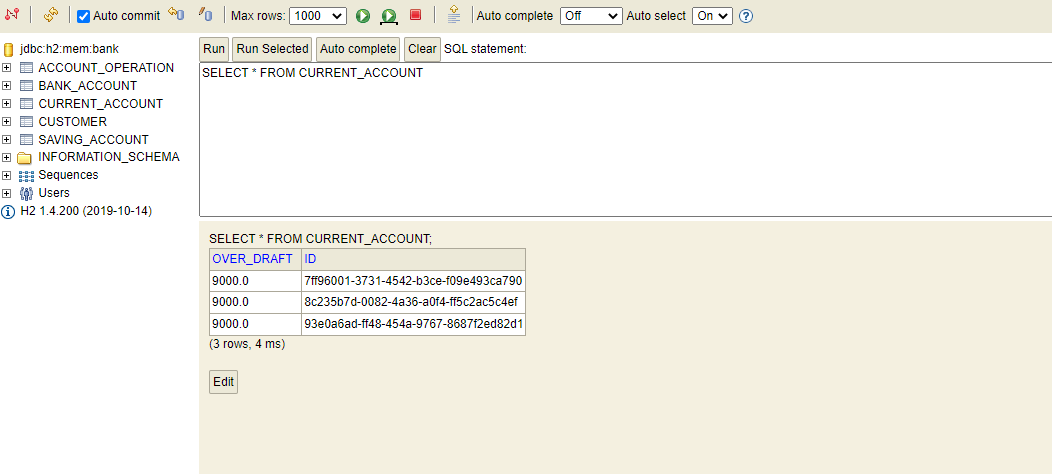 Auto commit Max rows: 1000 Auto complete Off Auto select On ?
jdbc:h2:mem:bank
ACCOUNT_OPERATION
BANK_ACCOUNT
CURRENT_ACCOUNT
CUSTOMER
SAVING_ACCOUNT
INFORMATION_SCHEMA
Sequences
Users
H2 1.4.200 (2019-10-14)
Run Run Selected Auto complete Clear SQL statement:
SELECT * FROM CURRENT_ACCOUNT
SELECT * FROM CURRENT_ACCOUNT;
OVER_DRAFT ID
9000.0 7ff96001-3731-4542-b3ce-f09e493ca790
9000.0 8c235b7d-0082-4a36-a0f4-ff5c2ac5c4ef
9000.0 93e0a6ad-ff48-454a-9767-8687f2ed82d1
(3 rows, 4 ms)
Edit